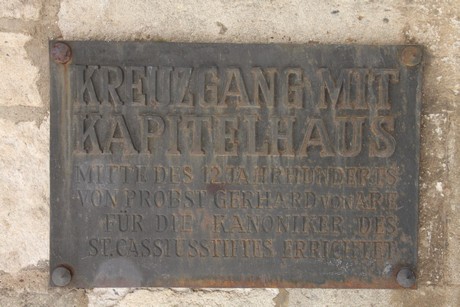 KREUZGANG MIT
KAPITELHAUS
MITTE DES 12. JAHRHUNDERTS
VON PROBST GERHARD VON ARE
FÜR DIE KANONIKER DES
ST. CASSIUSSTIFTES ERRICHTET